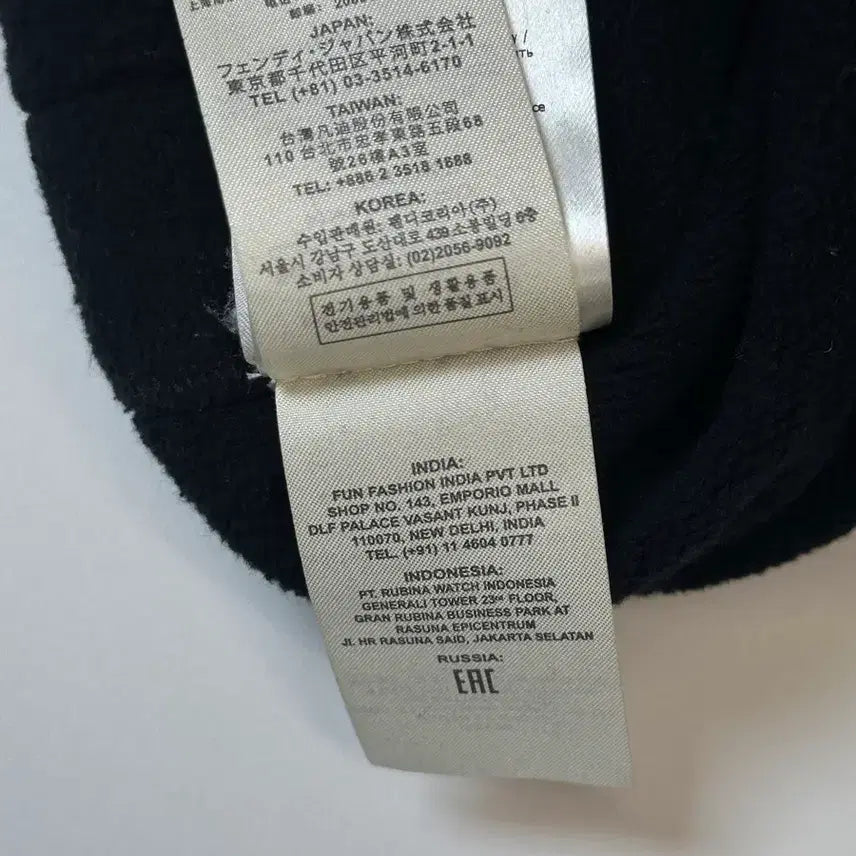 JAPAN:
フェンディ・ジャパン株式会社
東京都千代田区平河町2-1-1
TEL (+81) 03-3514-6170
TAIWAN:
台灣凡迪股份有限公司
110 台北市忠孝東路五段68
號26樓A3室
TEL: +886 2 3518 1688
KOREA:
수입판매원: 펜디코리아(주)
서울시 강남구 도산대로 439소봉빌딩 6층
소비자 상담실: (02)2056-9092
전기용품 및 생활용품
안전관리법에 의한 품질 표시
INDIA:
FUN FASHION INDIA PVT LTD
SHOP NO. 143, EMPORIO MALL
DLF PALACE VASANT KUNJ, PHASE II
110070, NEW DELHI, INDIA
TEL. (+91) 11 4604 0777
INDONESIA:
PT. RUBINA WATCH INDONESIA
GENERALI TOWER 23RD FLOOR,
GRAN RUBINA BUSINESS PARK AT
RASUNA EPICENTRUM
JL. HR RASUNA SAID, JAKARTA SELATAN
RUSSIA:
EAC